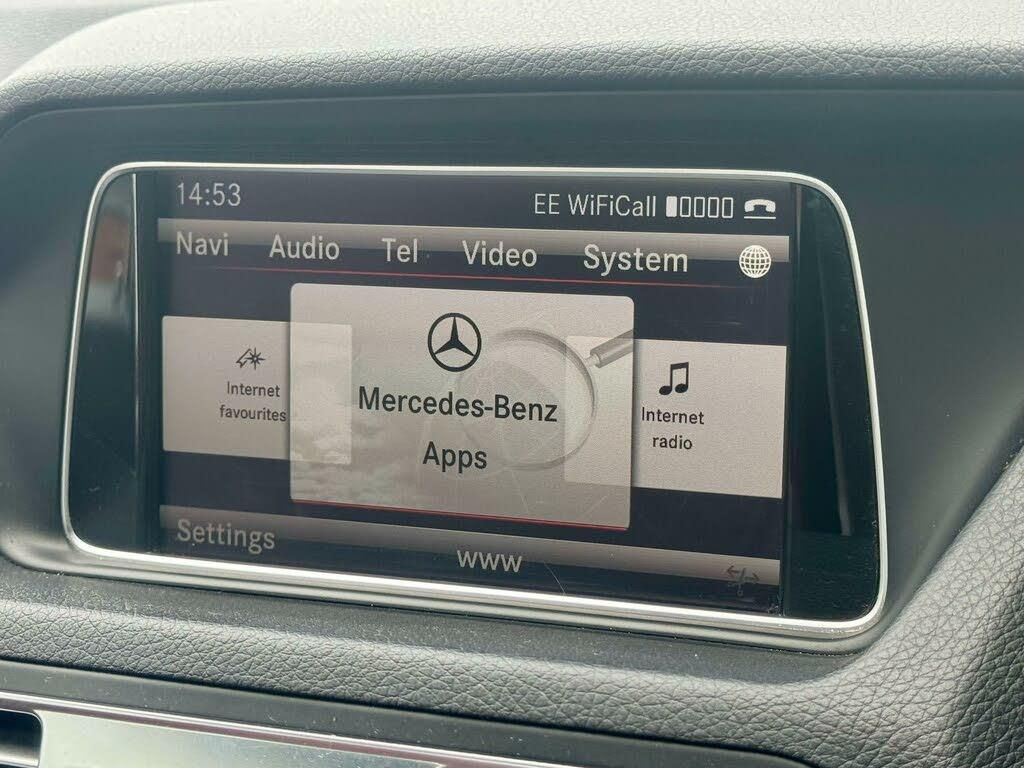 14:53 EE WiFiCall
Navi Audio Tel Video System
Internet
favourites
Mercedes-Benz
Apps
Internet
radio
Settings
www